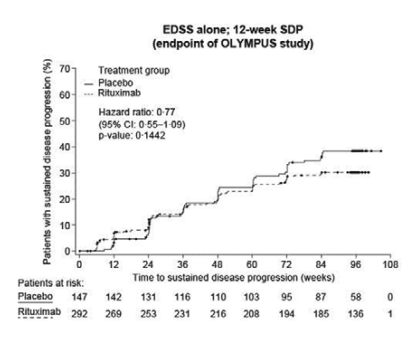 EDSS alone; 12-week SDP
(endpoint of OLYMPUS study)
Patients with sustained disease progression (%)
70
60
50
40
30
20
10
0
Treatment group
Placebo
Rituximab
Hazard ratio: 0·77
(95% CI: 0·55–1·09)
p-value: 0·1442
0 12 24 36 48 60 72 84 96 108
Time to sustained disease progression (weeks)
Patients at risk:
Placebo 147 142 131 116 110 103 95 87 58 0
Rituximab 292 269 253 231 216 208 194 185 136 1